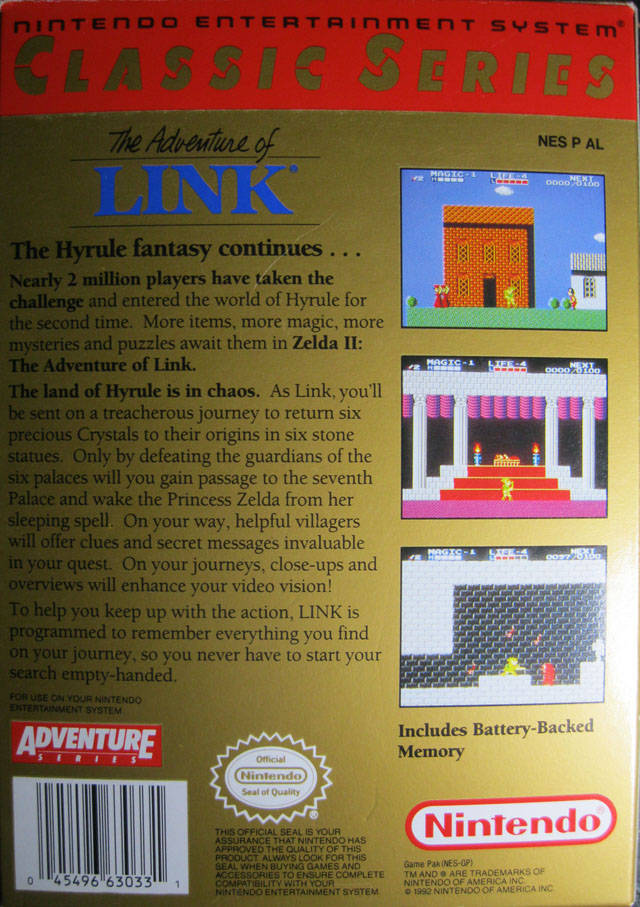 NINTENDO ENTERTAINMENT SYSTEM®
CLASSIC SERIES
The Adventure of
LINK®
NES P AL
The Hyrule fantasy continues . . .
Nearly 2 million players have taken the
challenge and entered the world of Hyrule for
the second time. More items, more magic, more
mysteries and puzzles await them in Zelda II:
The Adventure of Link.
The land of Hyrule is in chaos. As Link, you'll
be sent on a treacherous journey to return six
precious Crystals to their origins in six stone
statues. Only by defeating the guardians of the
six palaces will you gain passage to the seventh
Palace and wake the Princess Zelda from her
sleeping spell. On your way, helpful villagers
will offer clues and secret messages invaluable
in your quest. On your journeys, close-ups and
overviews will enhance your video vision!
To help you keep up with the action, LINK is
programmed to remember everything you find
on your journey, so you never have to start your
search empty-handed.
FOR USE ON YOUR NINTENDO
ENTERTAINMENT SYSTEM
MAGIC-1 LIFE-4 NEXT
0000/0100
MAGIC-1 LIFE-4 NEXT
0000/0100
MAGIC-1 LIFE-4 NEXT
0097/0100
Includes Battery-Backed
Memory
ADVENTURE
SERIES
0 45496 63033 1
Official
Nintendo
Seal of Quality
®
THIS OFFICIAL SEAL IS YOUR
ASSURANCE THAT NINTENDO HAS
APPROVED THE QUALITY OF THIS
PRODUCT. ALWAYS LOOK FOR THIS
SEAL WHEN BUYING GAMES AND
ACCESSORIES TO ENSURE COMPLETE
COMPATIBILITY WITH YOUR
NINTENDO ENTERTAINMENT SYSTEM.
Nintendo®
Game Pak (NES-GP)
TM AND ® ARE TRADEMARKS OF
NINTENDO OF AMERICA INC.
© 1992 NINTENDO OF AMERICA INC.